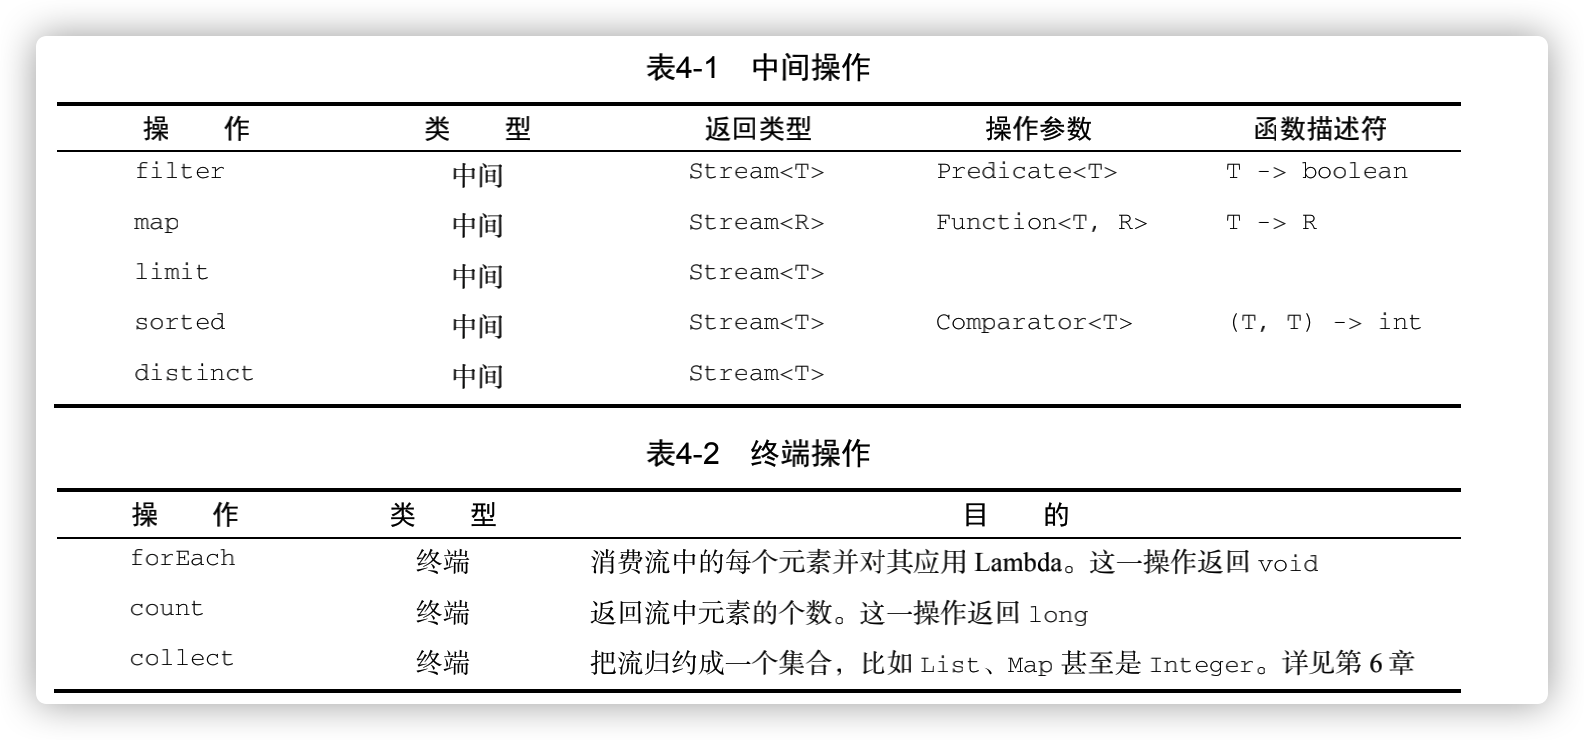 表4-1 中间操作
操 作 类 型 返回类型 操作参数 函数描述符
filter 中间 Stream<T> Predicate<T> T -> boolean
map 中间 Stream<R> Function<T, R> T -> R
limit 中间 Stream<T>
sorted 中间 Stream<T> Comparator<T> (T, T) -> int
distinct 中间 Stream<T>
表4-2 终端操作
操 作 类 型 目 的
forEach 终端 消费流中的每个元素并对其应用 Lambda。这一操作返回 void
count 终端 返回流中元素的个数。这一操作返回 long
collect 终端 把流归约成一个集合，比如 List、Map 甚至是 Integer。详见第 6 章